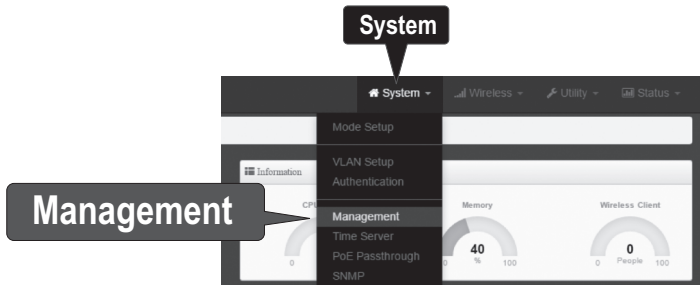 System
System Wireless Utility Status
Mode Setup
VLAN Setup
Information
Authentication
Management
Management
Memory
Wireless Client
Time Server
PoE Passthrough
SNMP
0
40
%
0 100
0
People
0 100